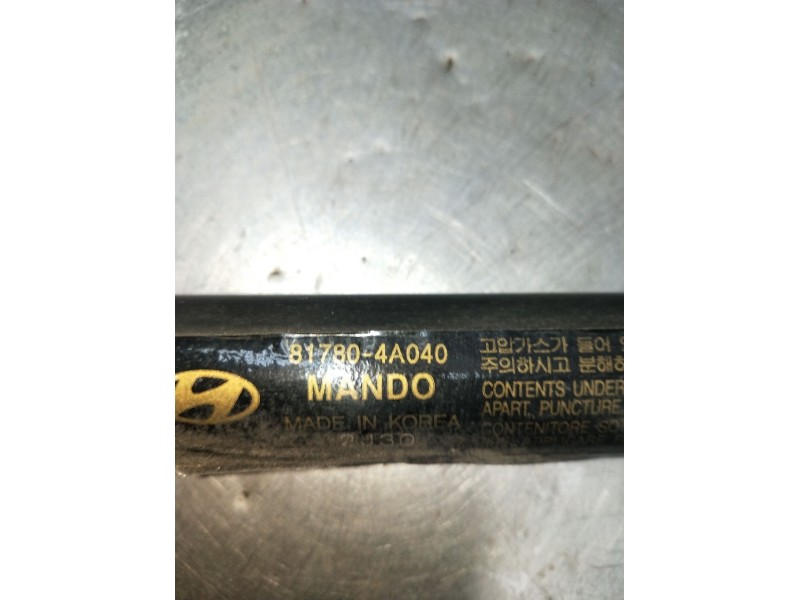 81780-4A040
MANDO
MADE IN KOREA
고압가스가 들어
주의하시고 분해하
CONTENTS UNDER
APART, PUNCTURE,
CONTENITORE